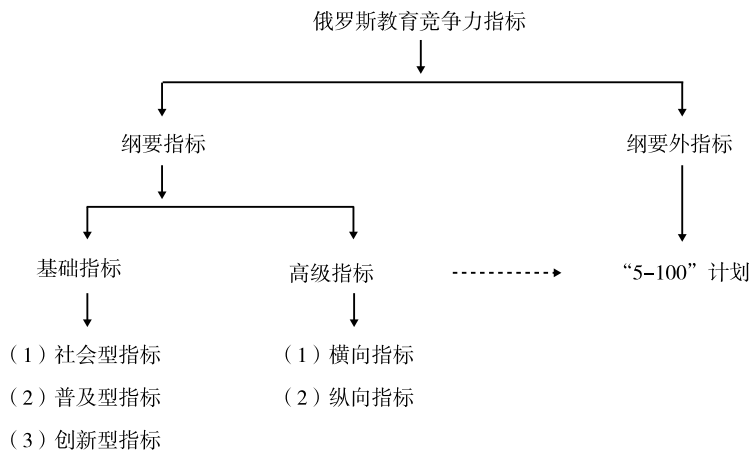 俄罗斯教育竞争力指标
纲要指标
纲要外指标
基础指标
高级指标
“5-100”计划
（1）社会型指标
（2）普及型指标
（3）创新型指标
（1）横向指标
（2）纵向指标